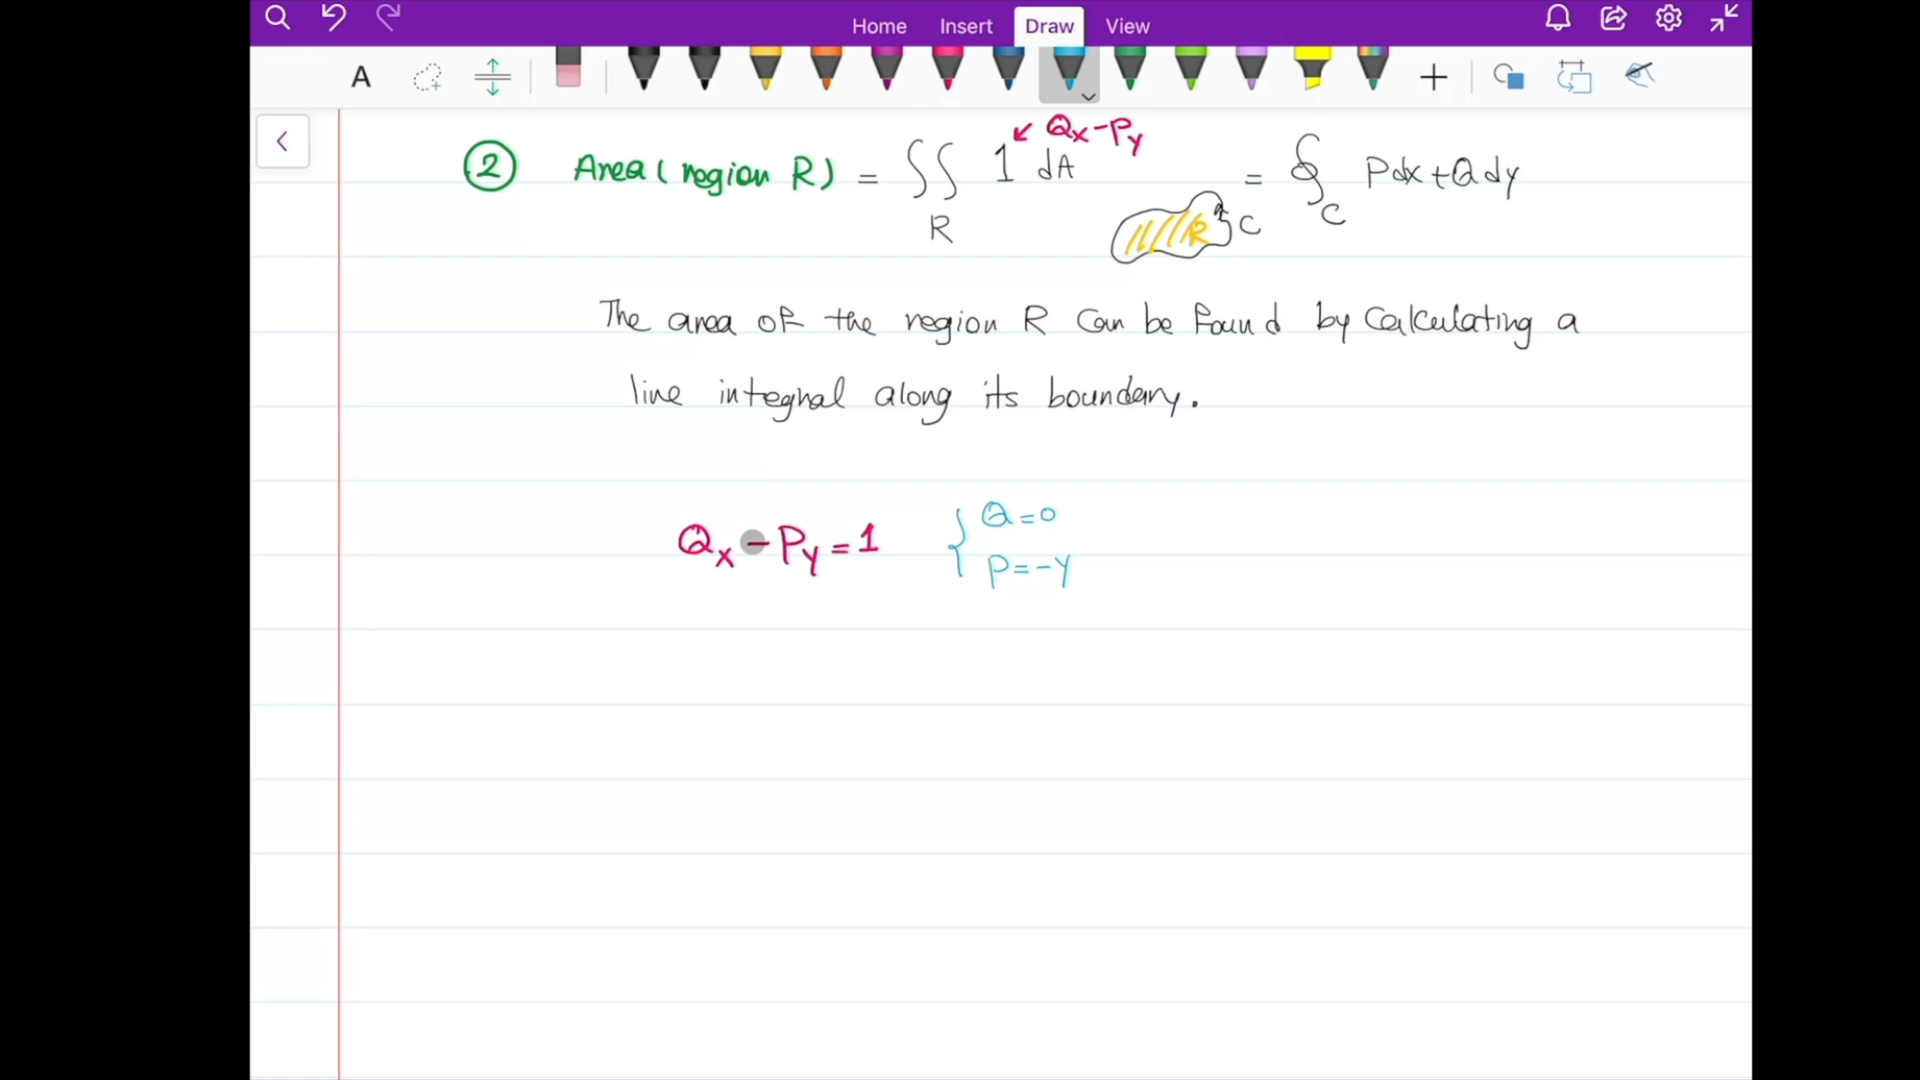 Home Insert Draw View
A
Qx-Py
② Area(region R) = ∬ 1 dA = ∮ Pdx+Qdy
R R C C
The area of the region R can be found by calculating a
line integral along its boundary.
Qx-Py=1 { Q=0
P=-y